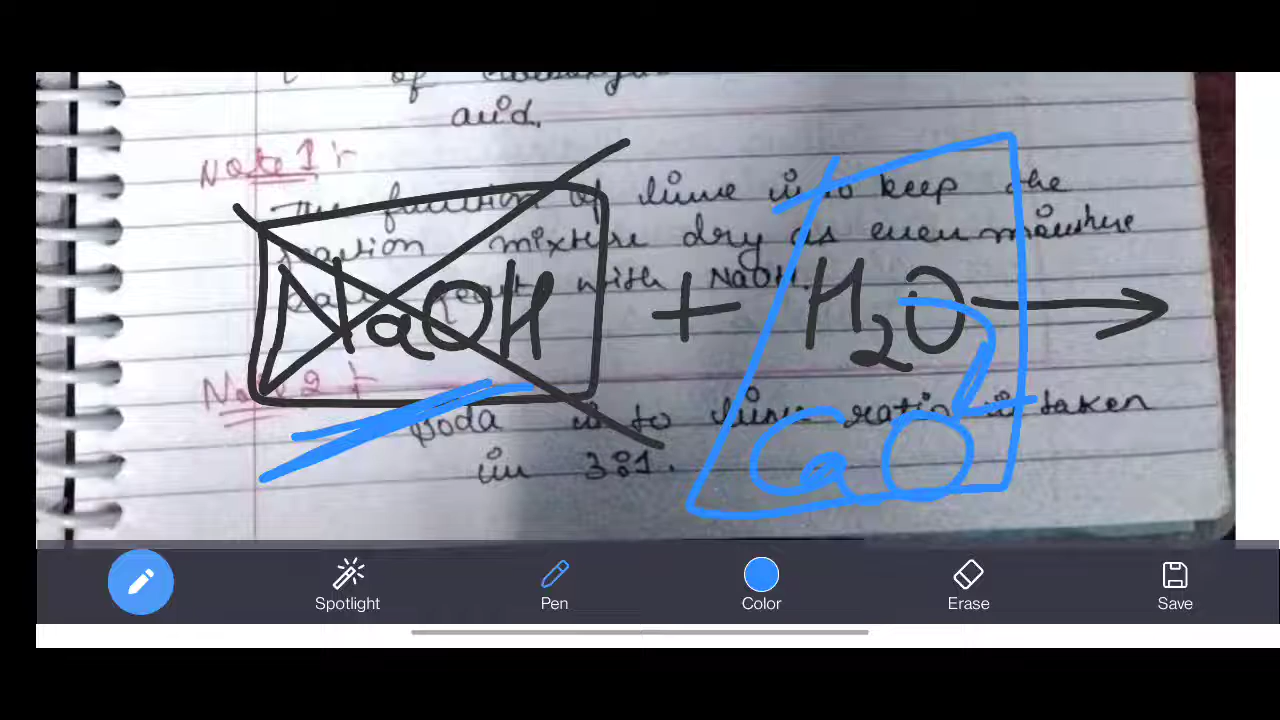 of
acid.
Note 1:-
The function of lime is to keep the
reaction mixture dry as even moisture
react with NaOH.
NaOH + H₂O →
Note 2:-
Soda is to lime ratio is taken
CaO
in 3:1.
Spotlight
Pen
Color
Erase
Save